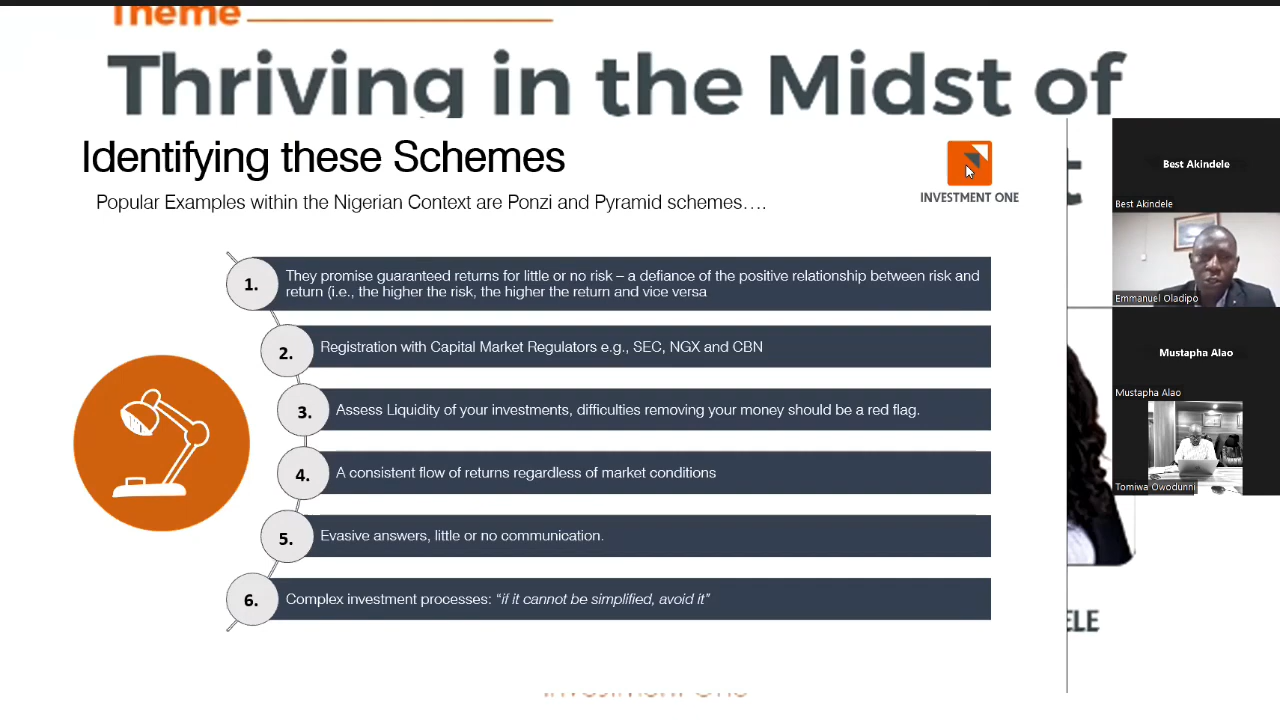 Theme
Thriving in the Midst of
Identifying these Schemes
Popular Examples within the Nigerian Context are Ponzi and Pyramid schemes….
INVESTMENT ONE
1.
They promise guaranteed returns for little or no risk – a defiance of the positive relationship between risk and
return (i.e., the higher the risk, the higher the return and vice versa
2.
Registration with Capital Market Regulators e.g., SEC, NGX and CBN
3.
Assess Liquidity of your investments, difficulties removing your money should be a red flag.
4.
A consistent flow of returns regardless of market conditions
5.
Evasive answers, little or no communication.
6.
Complex investment processes: “if it cannot be simplified, avoid it”
Best Akindele
Best Akindele
Emmanuel Oladipo
Mustapha Alao
Mustapha Alao
Tomiwa Owodunni
ELE